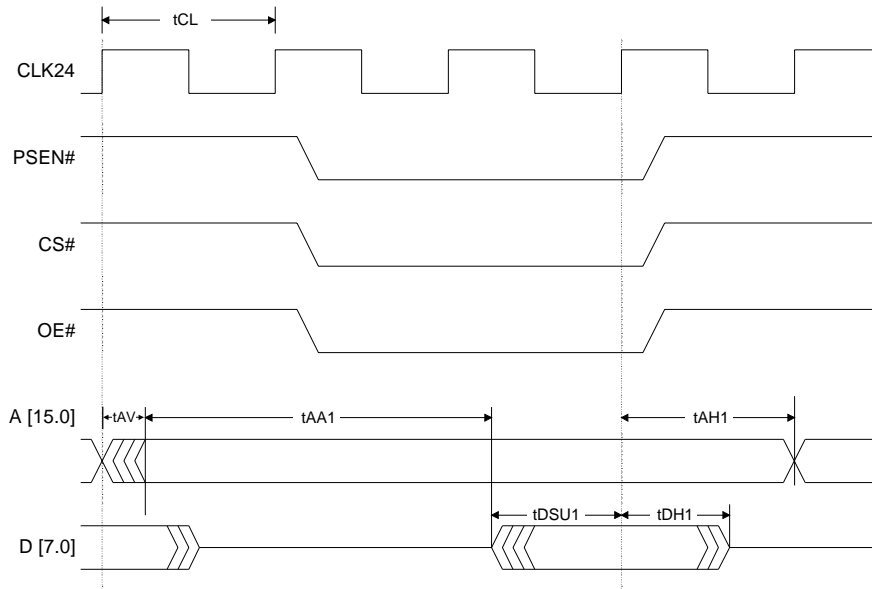 tCL
CLK24
PSEN#
CS#
OE#
A [15.0]
tAV
tAA1
tAH1
tDSU1
tDH1
D [7.0]